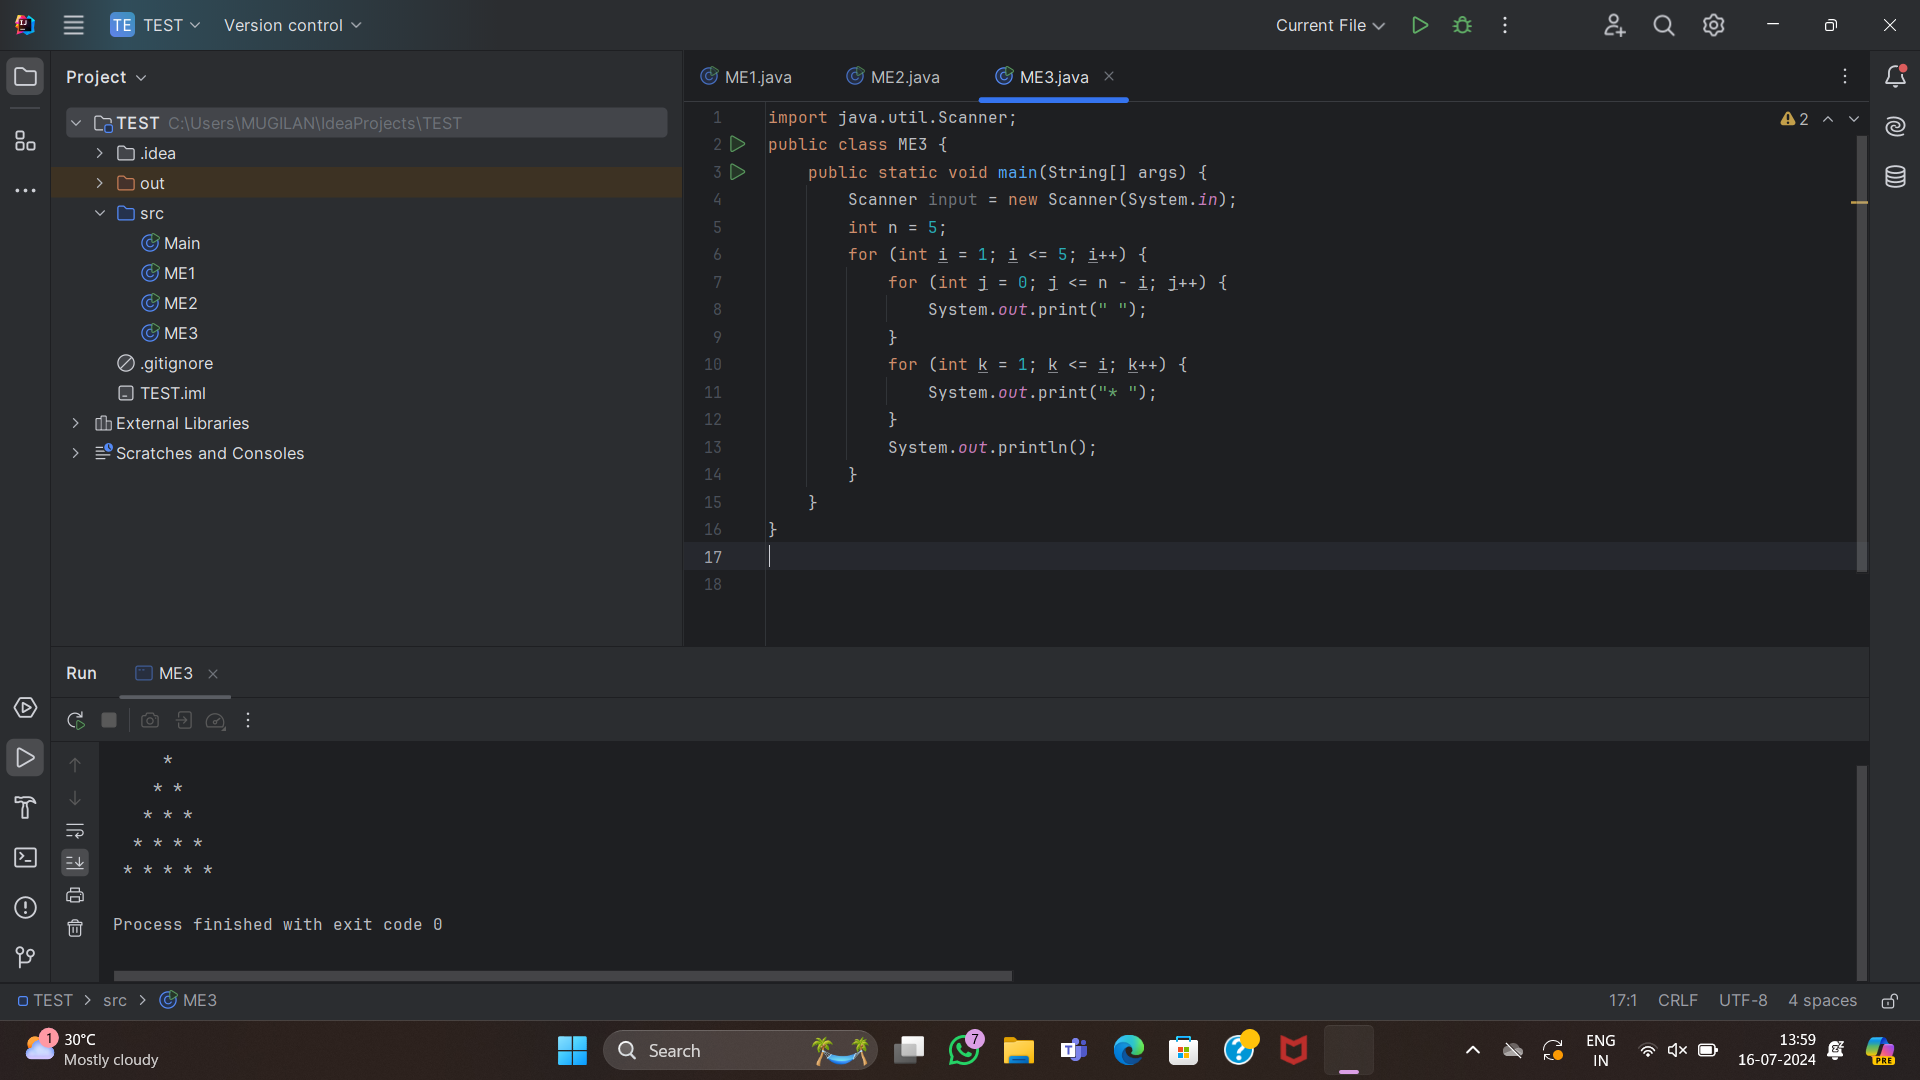 TE TEST Version control Current File
Project
TEST C:\Users\MUGILAN\IdeaProjects\TEST
.idea
out
src
Main
ME1
ME2
ME3
.gitignore
TEST.iml
External Libraries
Scratches and Consoles
ME1.java ME2.java ME3.java
2
1 import java.util.Scanner;
2 public class ME3 {
3     public static void main(String[] args) {
4         Scanner input = new Scanner(System.in);
5         int n = 5;
6         for (int i = 1; i <= 5; i++) {
7             for (int j = 0; j <= n - i; j++) {
8                 System.out.print(" ");
9             }
10             for (int k = 1; k <= i; k++) {
11                 System.out.print("* ");
12             }
13             System.out.println();
14         }
15     }
16 }
17
18
Run ME3
     *
    * *
   * * *
  * * * *
 * * * * *
Process finished with exit code 0
TEST > src > ME3 17:1 CRLF UTF-8 4 spaces
1 30°C
Mostly cloudy
Search
7
ENG
IN
13:59
16-07-2024
PRE